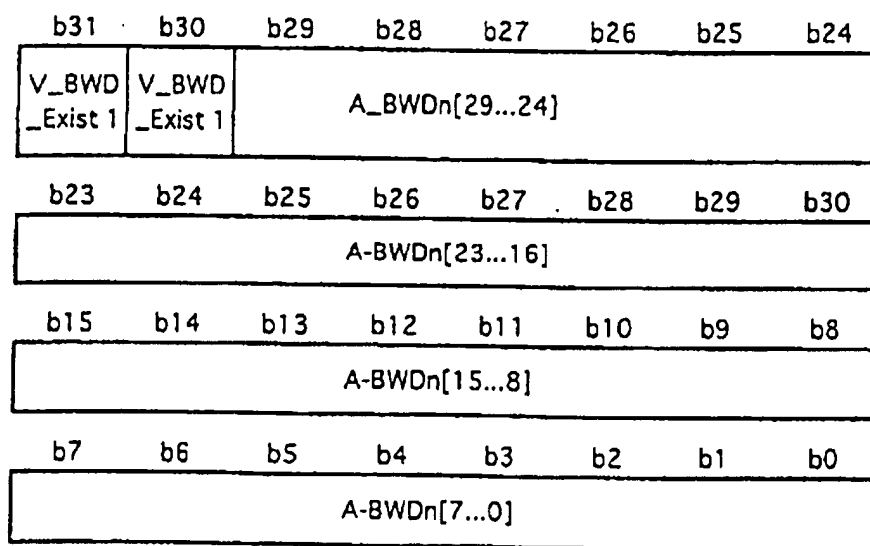 b31 b30 b29 b28 b27 b26 b25 b24
V_BWD V_BWD
_Exist 1 _Exist 1 A_BWDn[29...24]
b23 b24 b25 b26 b27 b28 b29 b30
A-BWDn[23...16]
b15 b14 b13 b12 b11 b10 b9 b8
A-BWDn[15...8]
b7 b6 b5 b4 b3 b2 b1 b0
A-BWDn[7...0]